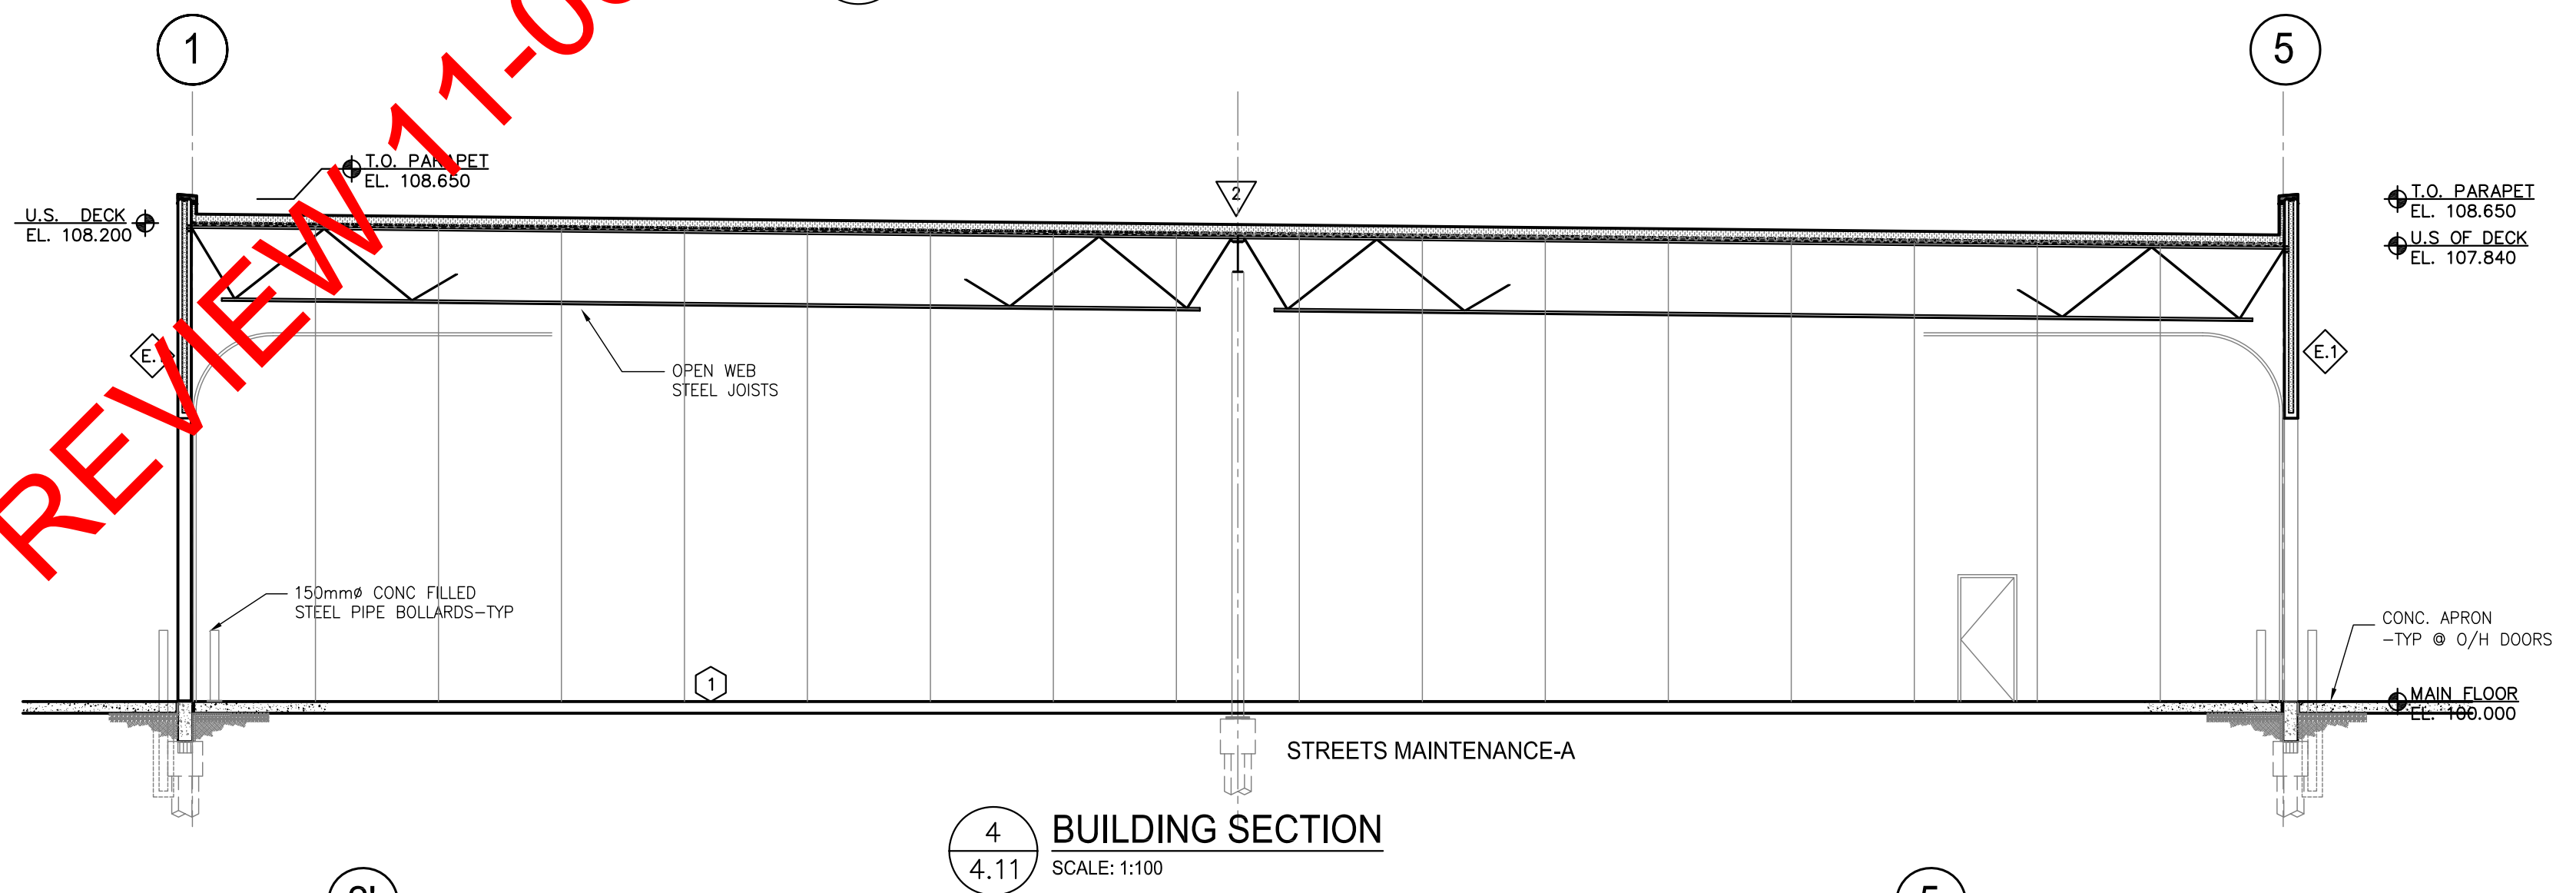 1
5
REVIEW 11-0
T.O. PARAPET
EL. 108.650
U.S. DECK
EL. 108.200
2
T.O. PARAPET
EL. 108.650
U.S OF DECK
EL. 107.840
E.1
OPEN WEB
STEEL JOISTS
150mmø CONC FILLED
STEEL PIPE BOLLARDS-TYP
1
CONC. APRON
-TYP @ O/H DOORS
MAIN FLOOR
EL. 100.000
STREETS MAINTENANCE-A
4
4.11
BUILDING SECTION
SCALE: 1:100